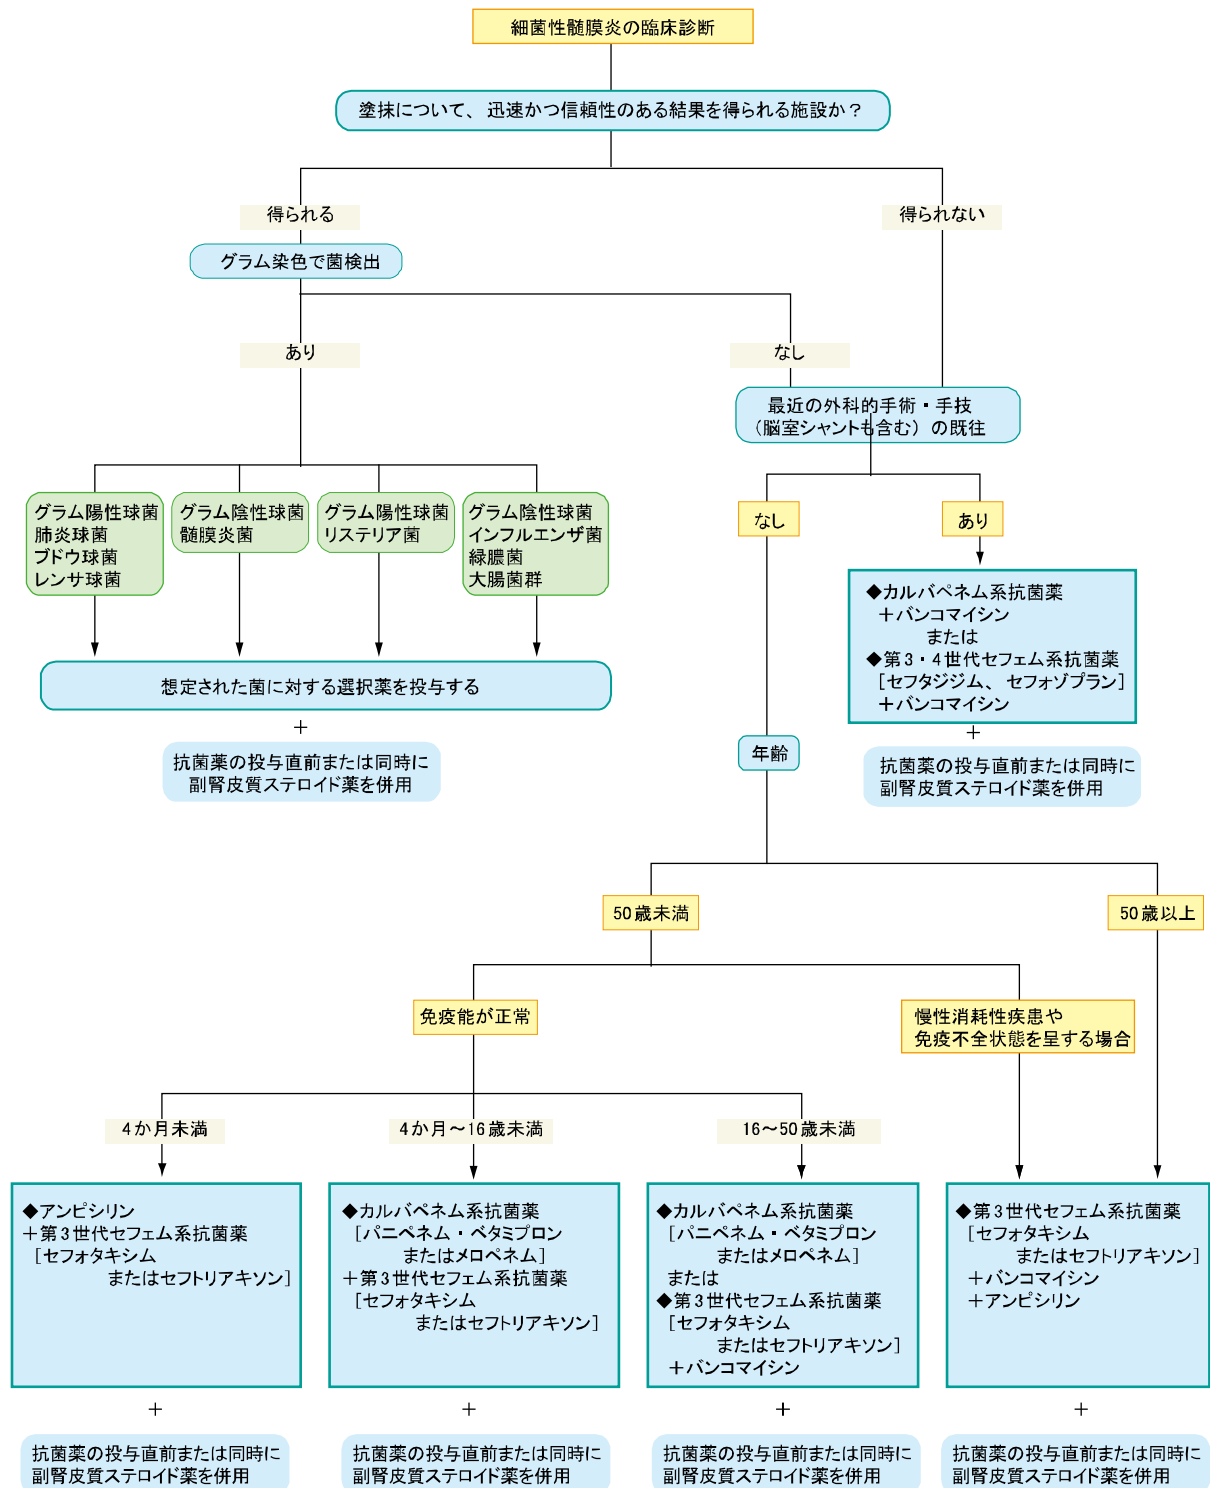 細菌性髄膜炎の臨床診断
塗抹について、迅速かつ信頼性のある結果を得られる施設か？
得られる
得られない
グラム染色で菌検出
あり
なし
最近の外科的手術・手技
（脳室シャントも含む）の既往
グラム陽性球菌
肺炎球菌
ブドウ球菌
レンサ球菌
グラム陰性球菌
髄膜炎菌
グラム陽性球菌
リステリア菌
グラム陰性球菌
インフルエンザ菌
緑膿菌
大腸菌群
なし
あり
◆カルバペネム系抗菌薬
＋バンコマイシン
または
◆第3・4世代セフェム系抗菌薬
［セフタジジム、セフォゾプラン］
＋バンコマイシン
想定された菌に対する選択薬を投与する
＋
抗菌薬の投与直前または同時に
副腎皮質ステロイド薬を併用
＋
抗菌薬の投与直前または同時に
副腎皮質ステロイド薬を併用
年齢
50歳未満
50歳以上
免疫能が正常
慢性消耗性疾患や
免疫不全状態を呈する場合
4か月未満
4か月～16歳未満
16～50歳未満
◆アンピシリン
＋第3世代セフェム系抗菌薬
［セフォタキシム
またはセフトリアキソン］
◆カルバペネム系抗菌薬
［パニペネム・ベタミプロン
またはメロペネム］
＋第3世代セフェム系抗菌薬
［セフォタキシム
またはセフトリアキソン］
◆カルバペネム系抗菌薬
［パニペネム・ベタミプロン
またはメロペネム］
または
◆第3世代セフェム系抗菌薬
［セフォタキシム
またはセフトリアキソン］
＋バンコマイシン
◆第3世代セフェム系抗菌薬
［セフォタキシム
またはセフトリアキソン］
＋バンコマイシン
＋アンピシリン
＋
抗菌薬の投与直前または同時に
副腎皮質ステロイド薬を併用
＋
抗菌薬の投与直前または同時に
副腎皮質ステロイド薬を併用
＋
抗菌薬の投与直前または同時に
副腎皮質ステロイド薬を併用
＋
抗菌薬の投与直前または同時に
副腎皮質ステロイド薬を併用